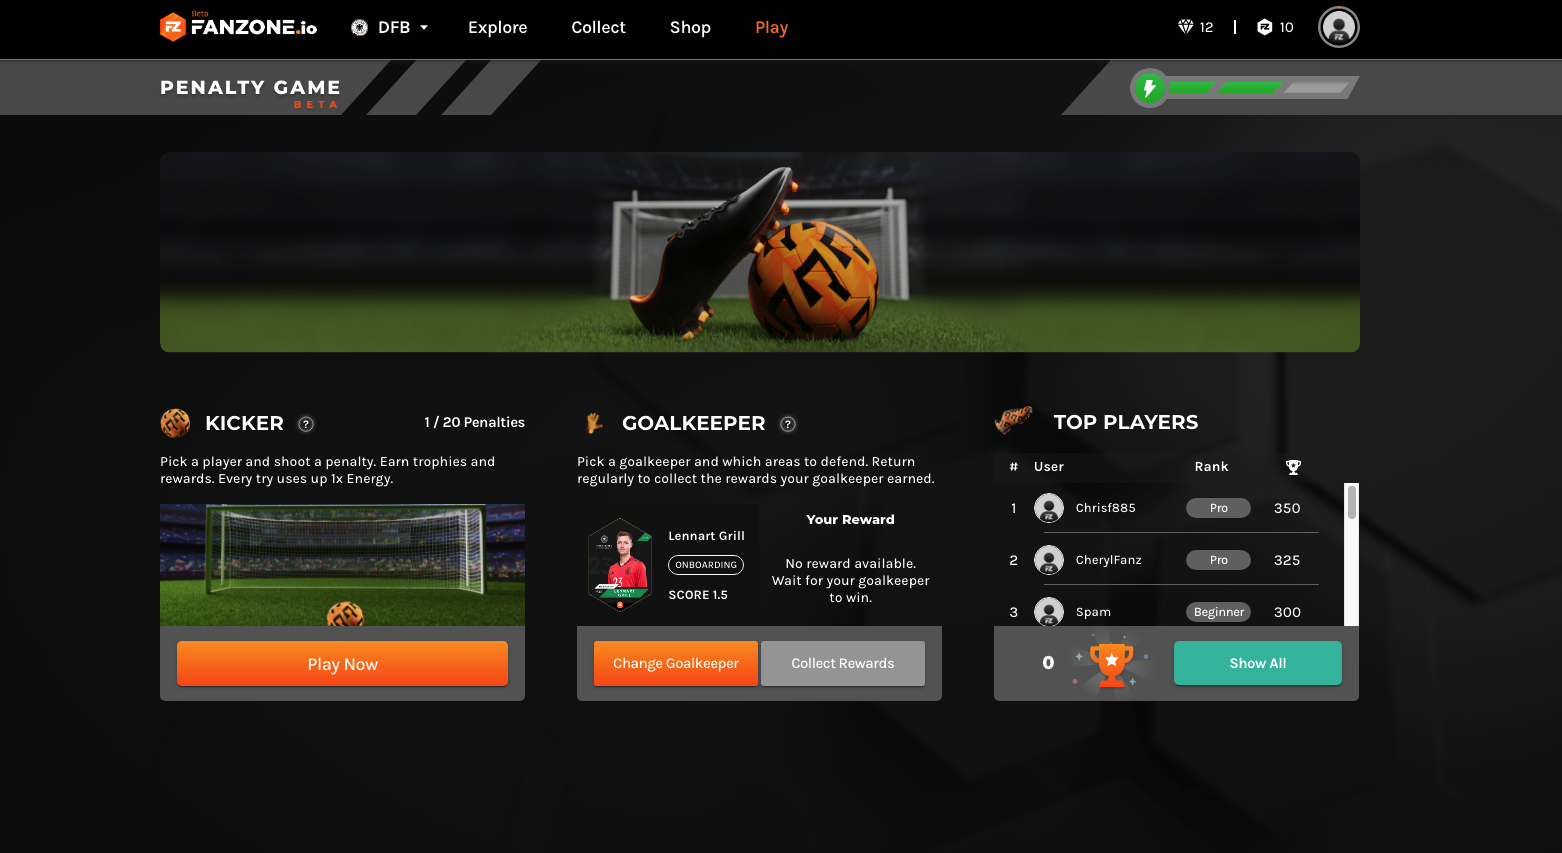 Beta
FANZONE.io
DFB
Explore
Collect
Shop
Play
12
10
PENALTY GAME
BETA
KICKER
?
1 / 20 Penalties
Pick a player and shoot a penalty. Earn trophies and
rewards. Every try uses up 1x Energy.
Play Now
GOALKEEPER
?
Pick a goalkeeper and which areas to defend. Return
regularly to collect the rewards your goalkeeper earned.
23
LENNART
GRILL
Lennart Grill
ONBOARDING
SCORE 1.5
Your Reward
No reward available.
Wait for your goalkeeper
to win.
Change Goalkeeper
Collect Rewards
TOP PLAYERS
# User Rank
1 Chrisf885 Pro 350
2 CherylFanz Pro 325
3 Spam Beginner 300
0
Show All